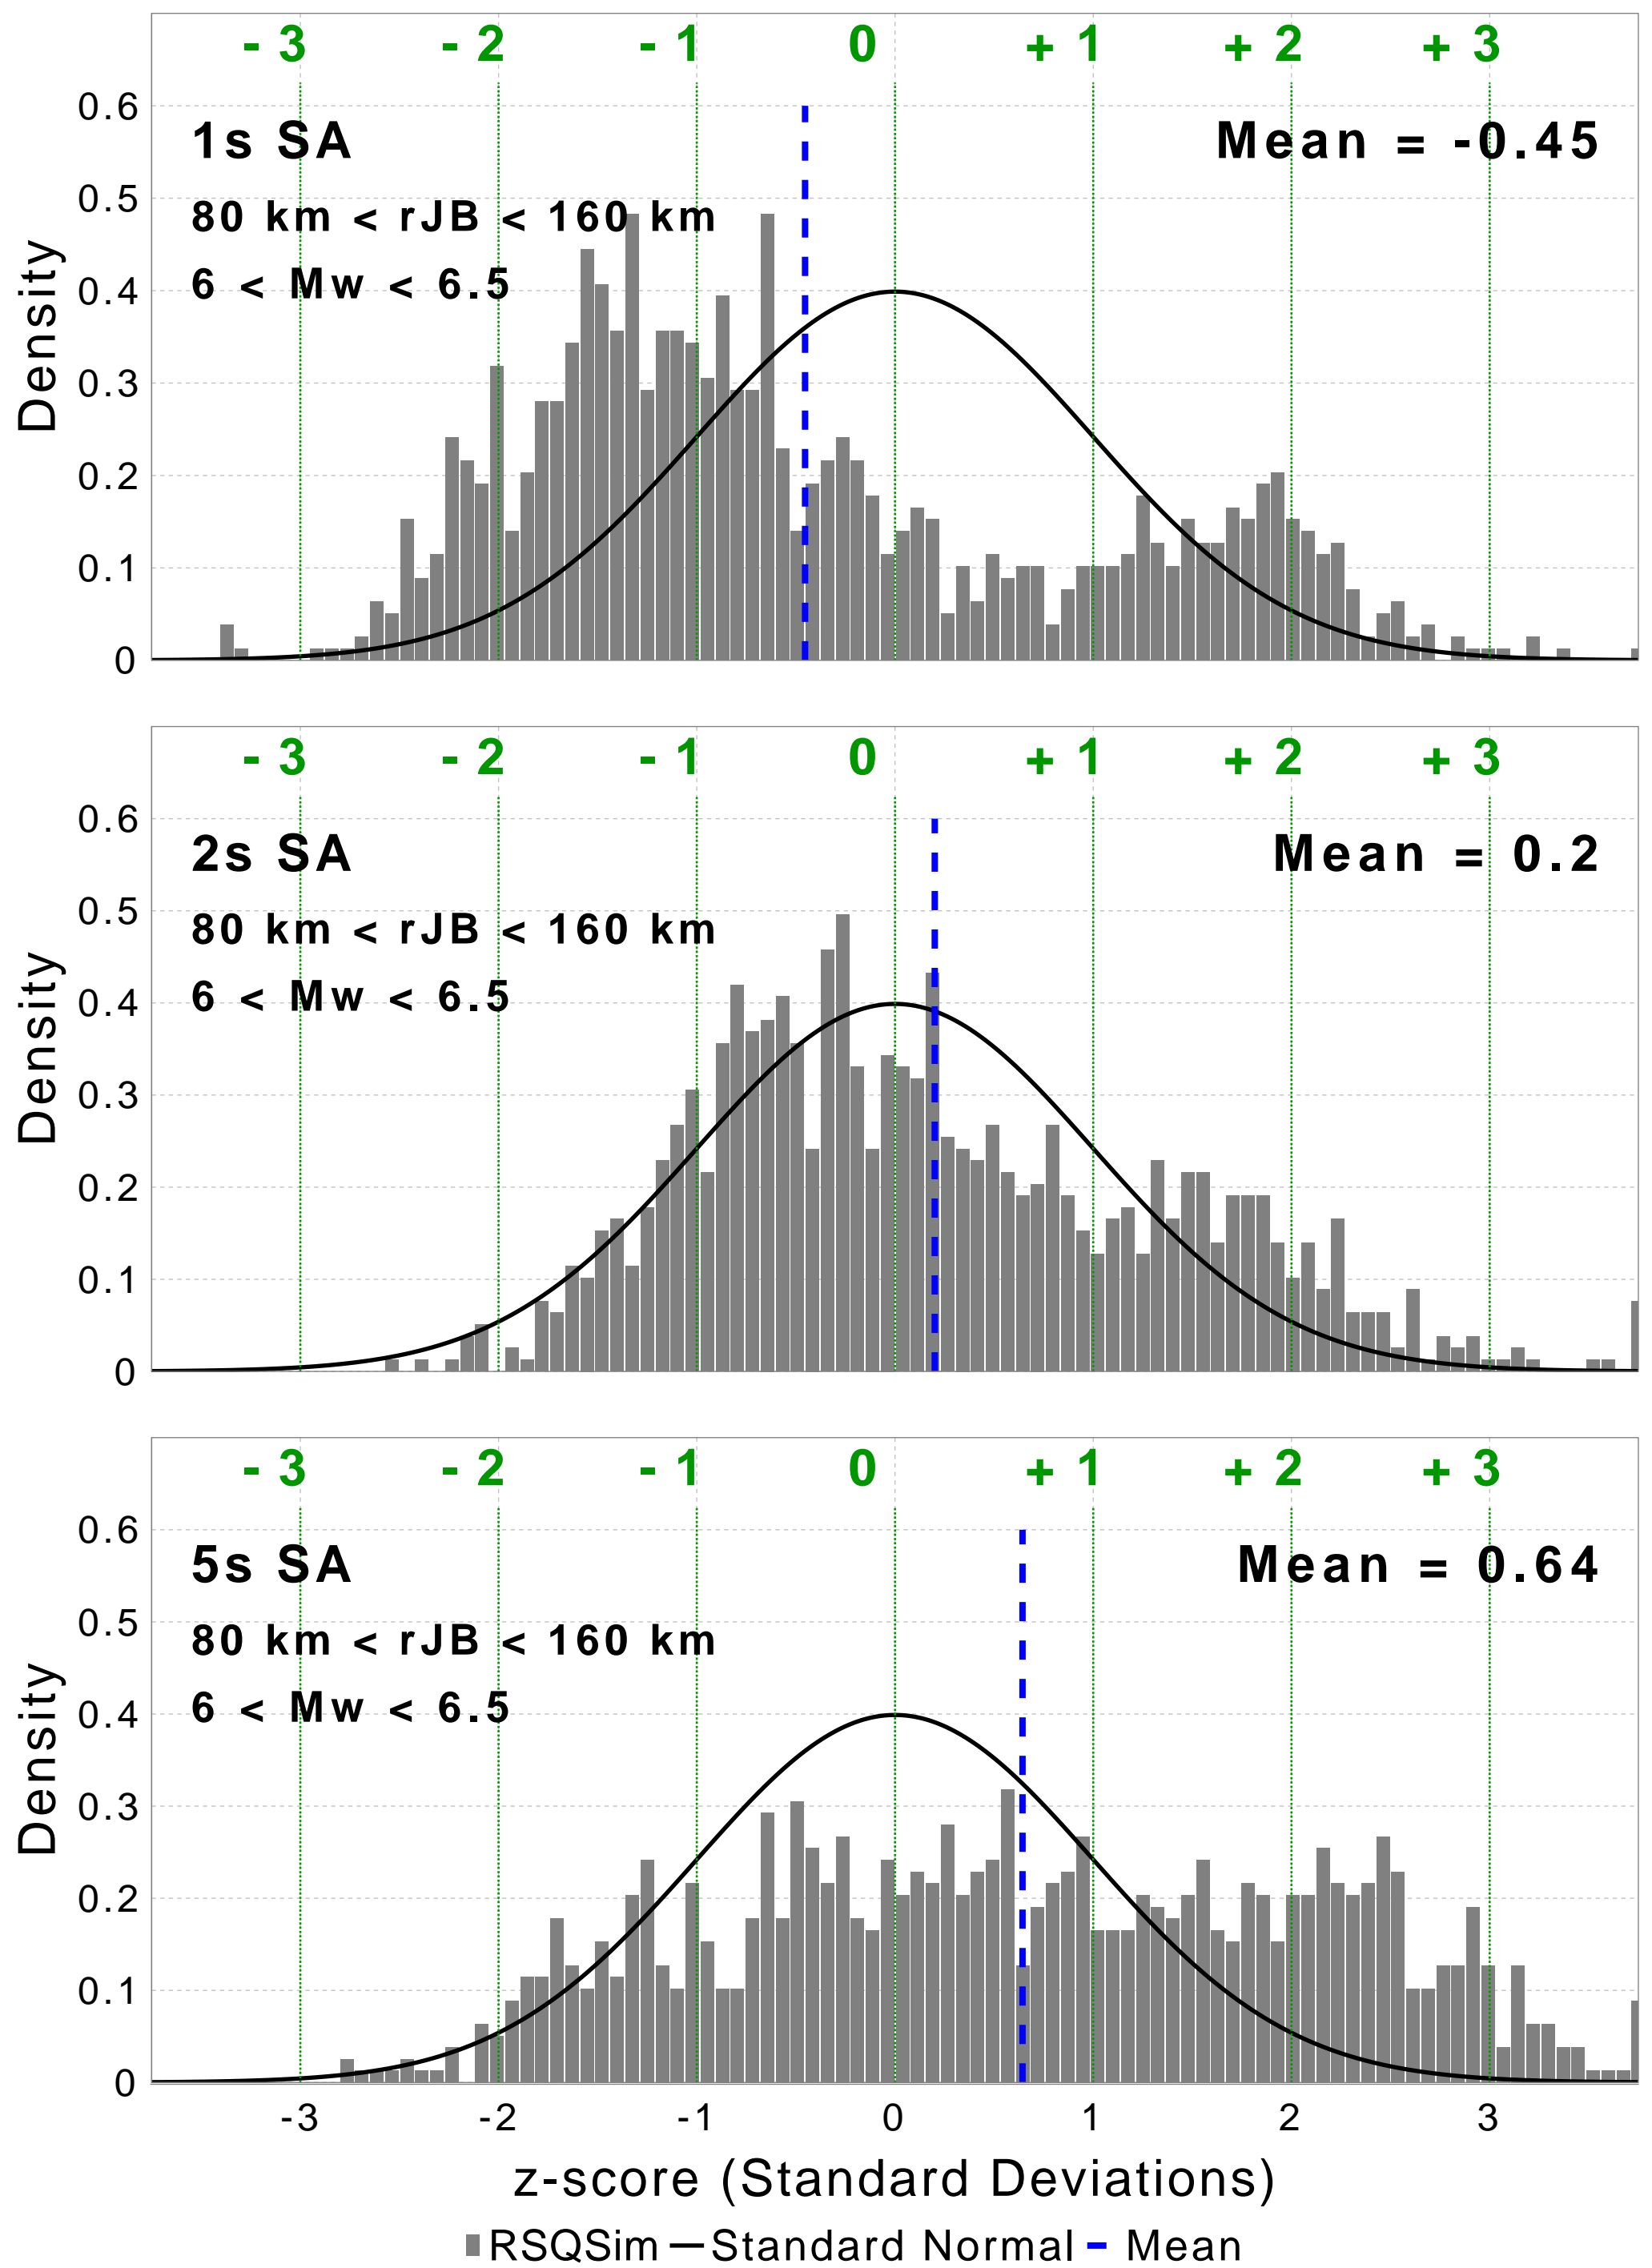 - 3 - 2 - 1 0 + 1 + 2 + 3
0.6
1s SA Mean = -0.45
0.5
80 km < rJB < 160 km
6 < Mw < 6.5
0.4
Density
0.3
0.2
0.1
0
- 3 - 2 - 1 0 + 1 + 2 + 3
0.6
2s SA Mean = 0.2
0.5
80 km < rJB < 160 km
6 < Mw < 6.5
0.4
Density
0.3
0.2
0.1
0
- 3 - 2 - 1 0 + 1 + 2 + 3
0.6
5s SA Mean = 0.64
0.5
80 km < rJB < 160 km
6 < Mw < 6.5
0.4
Density
0.3
0.2
0.1
0
-3 -2 -1 0 1 2 3
z-score (Standard Deviations)
RSQSim Standard Normal Mean